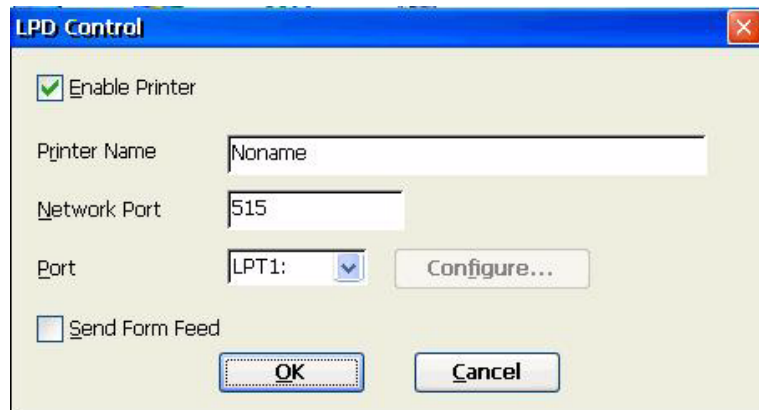 LPD Control
Enable Printer
Printer Name Noname
Network Port 515
Port LPT1: Configure...
Send Form Feed
OK Cancel